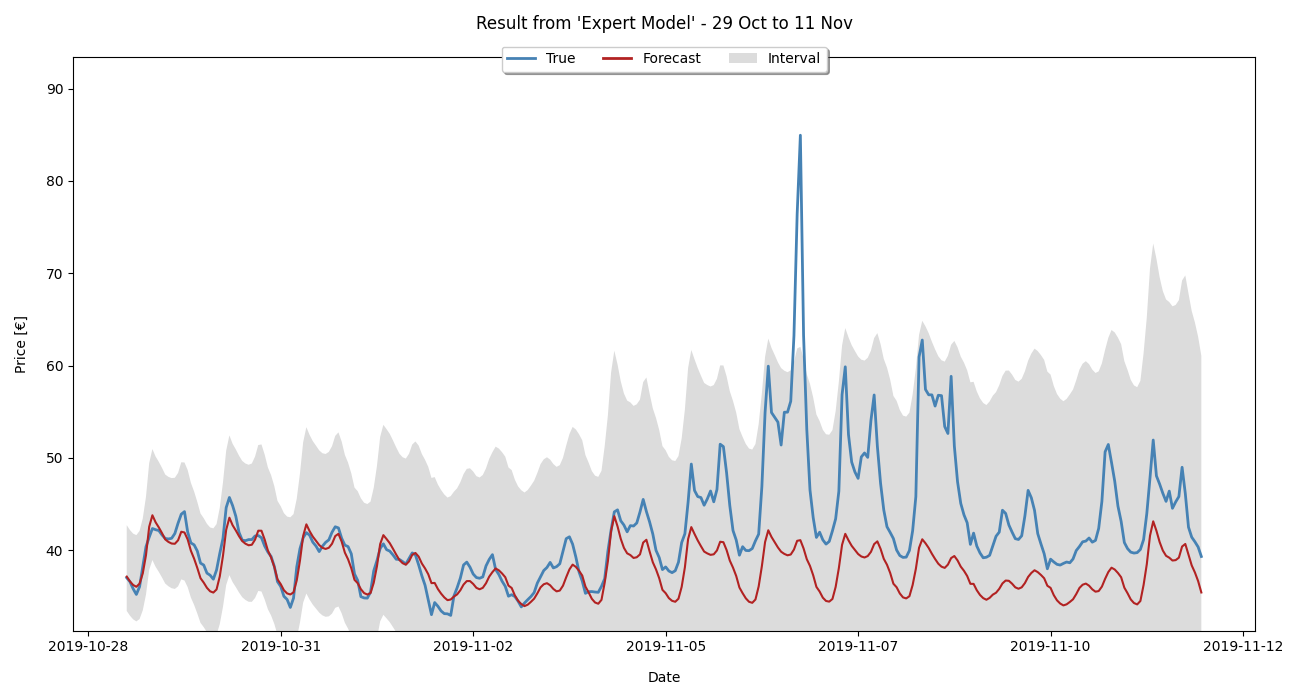 Result from 'Expert Model' - 29 Oct to 11 Nov
True Forecast Interval
90
80
70
60
50
40
Price [€]
2019-10-28 2019-10-31 2019-11-02 2019-11-05 2019-11-07 2019-11-10 2019-11-12
Date